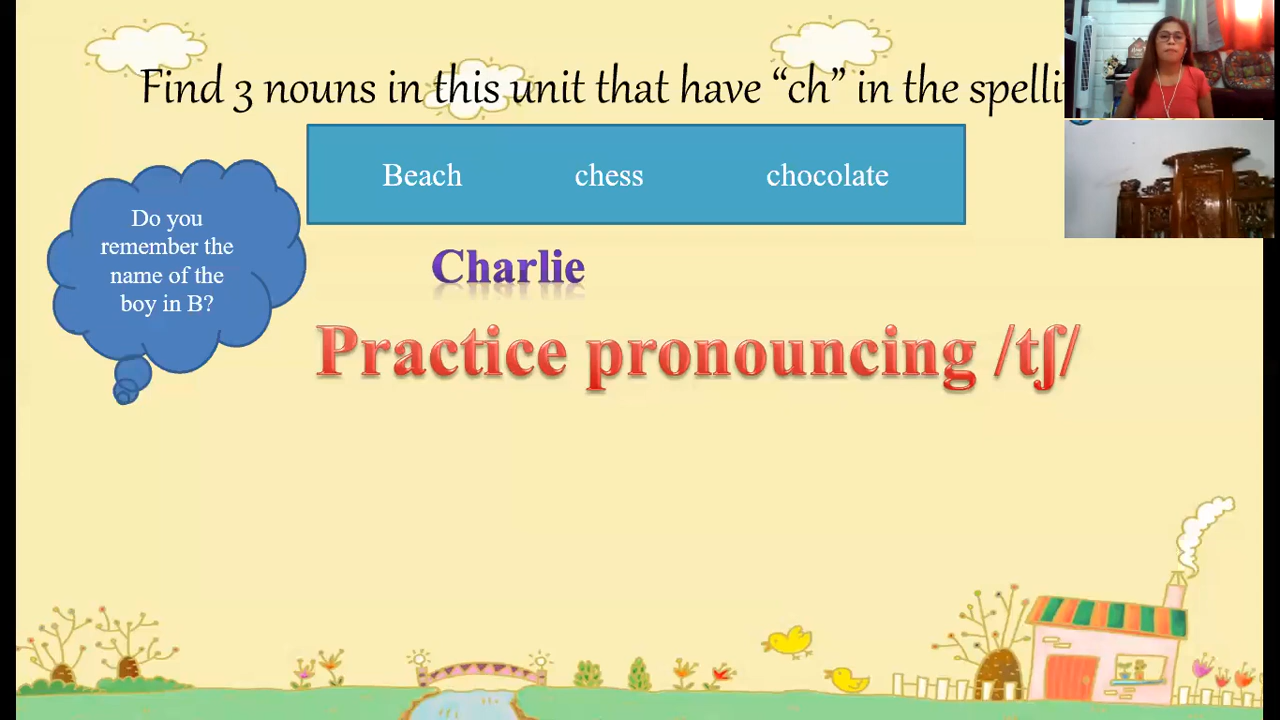 Find 3 nouns in this unit that have “ch” in the
Beach chess chocolate
Do you
remember the
name of the
boy in B?
Charlie
Practice pronouncing /tʃ/